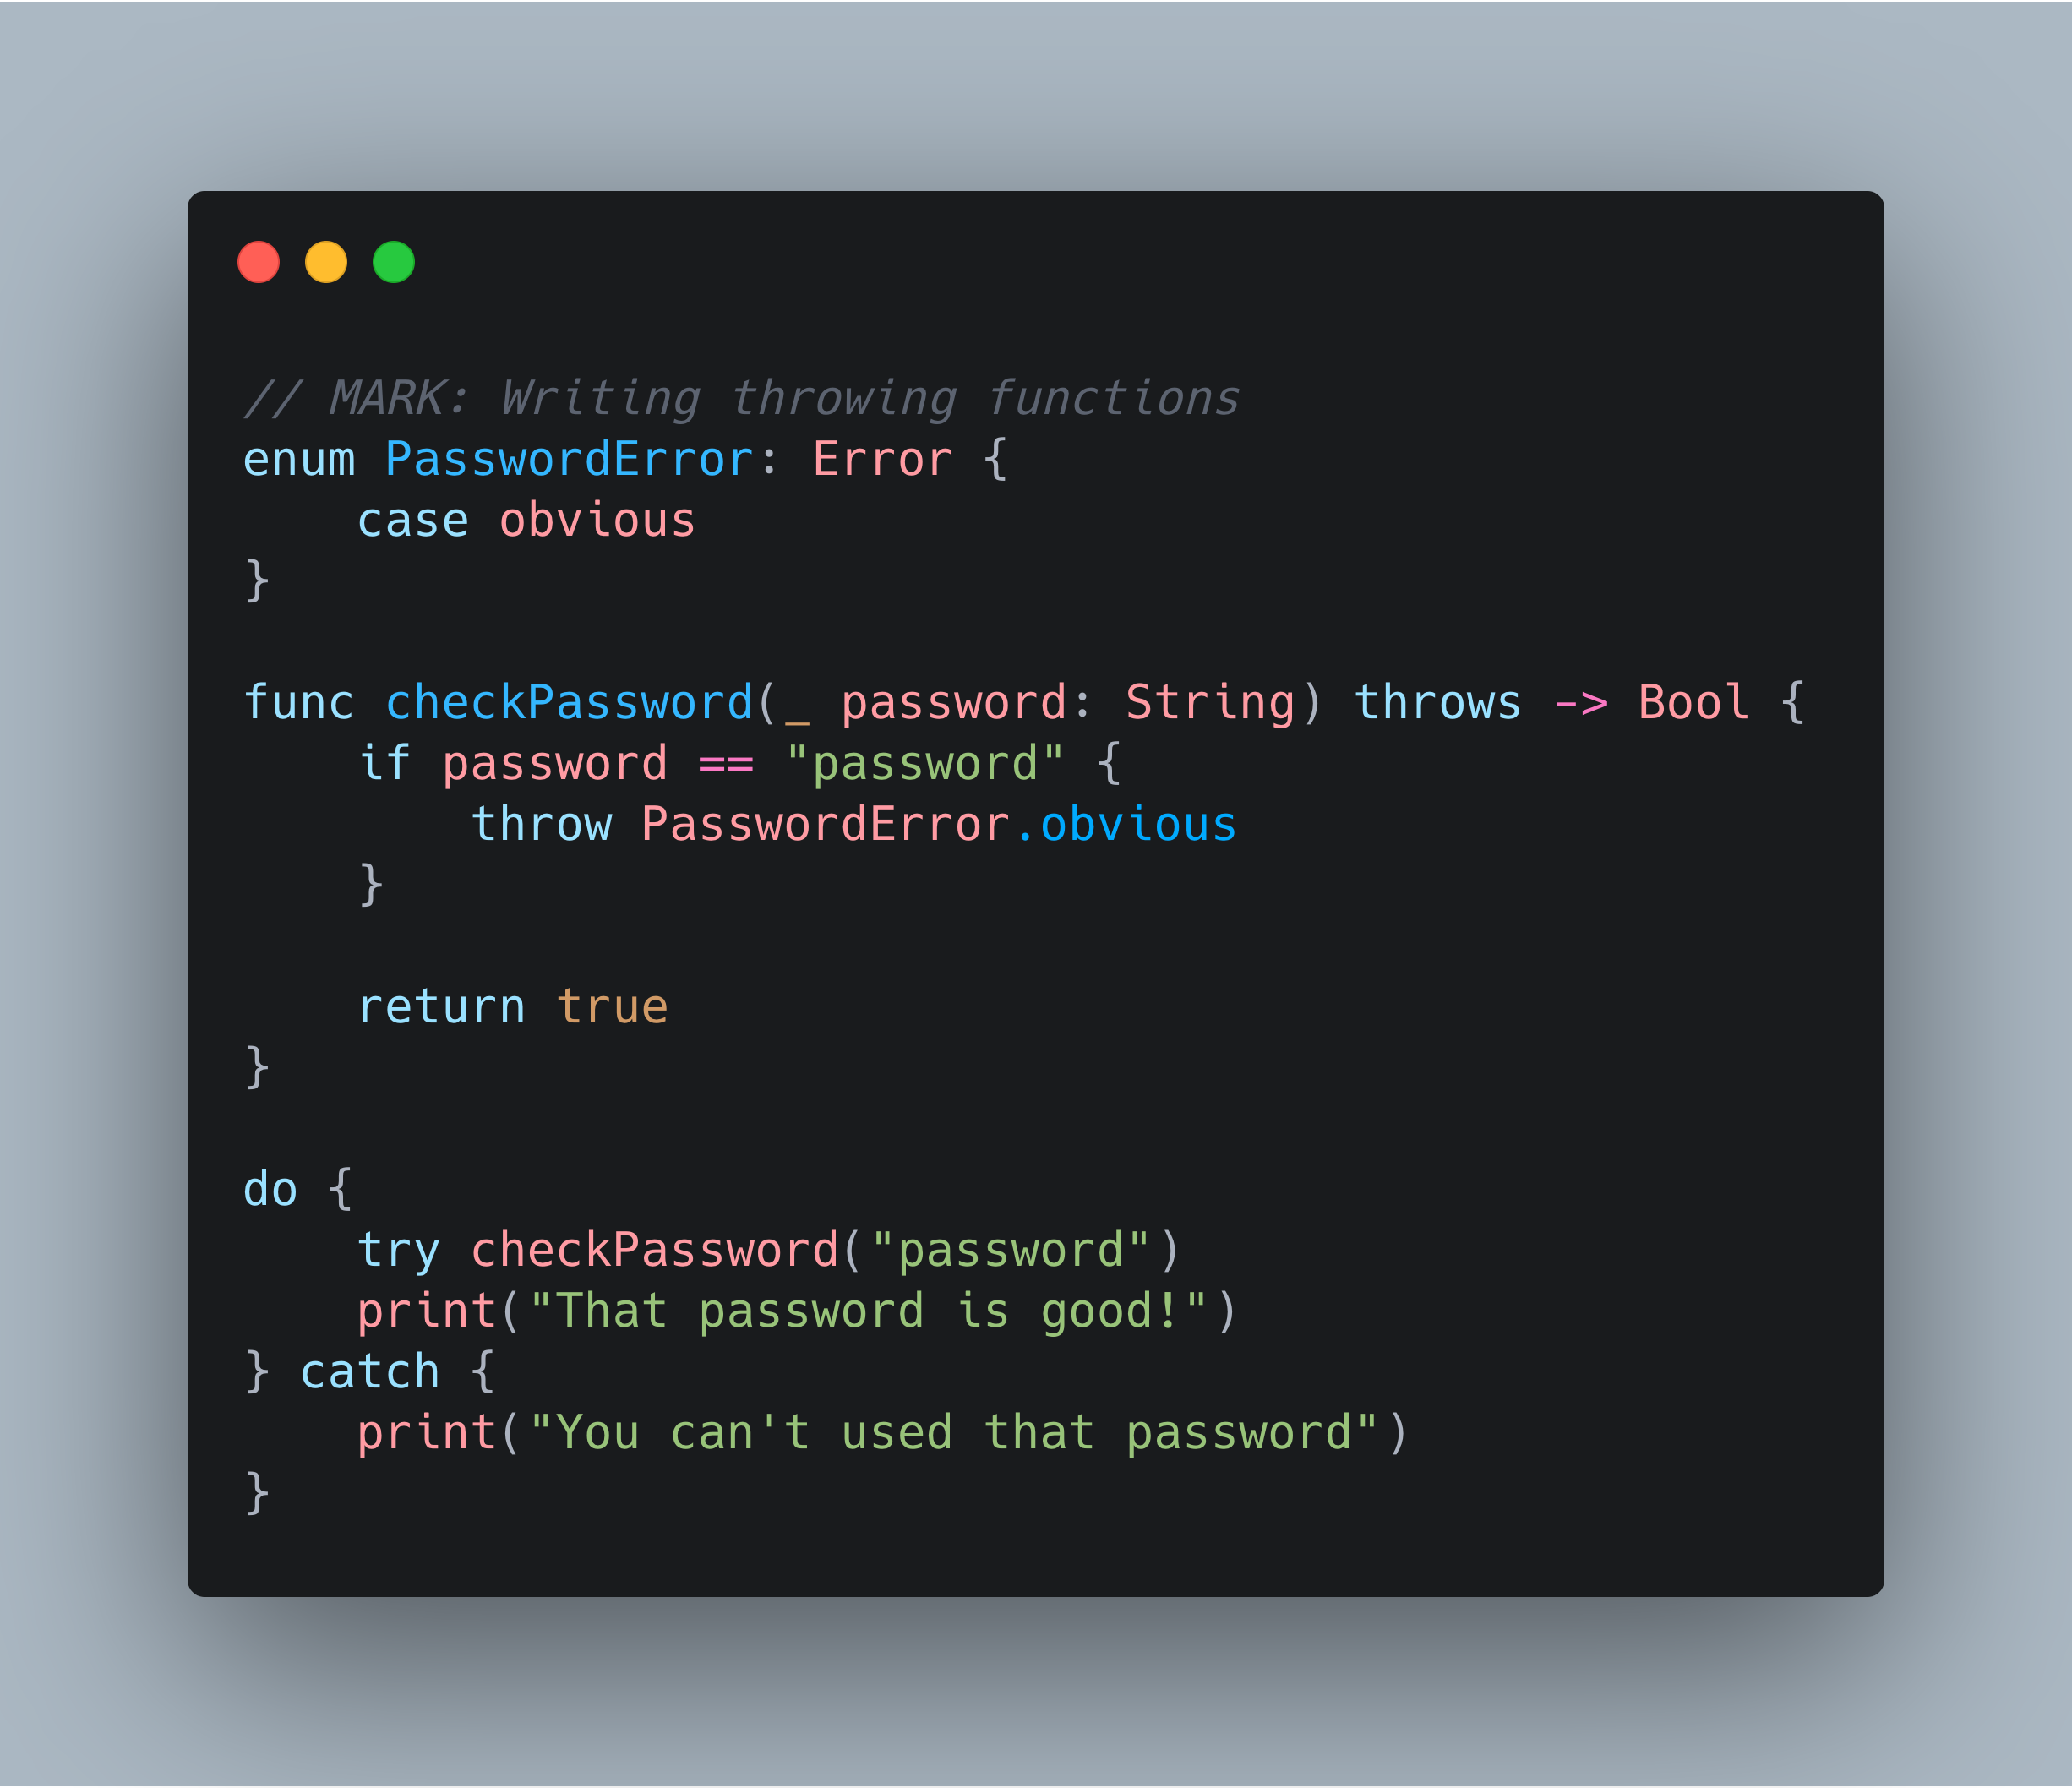 // MARK: Writing throwing functions
enum PasswordError: Error {
    case obvious
}

func checkPassword(_ password: String) throws -> Bool {
    if password == "password" {
        throw PasswordError.obvious
    }

    return true
}

do {
    try checkPassword("password")
    print("That password is good!")
} catch {
    print("You can't used that password")
}